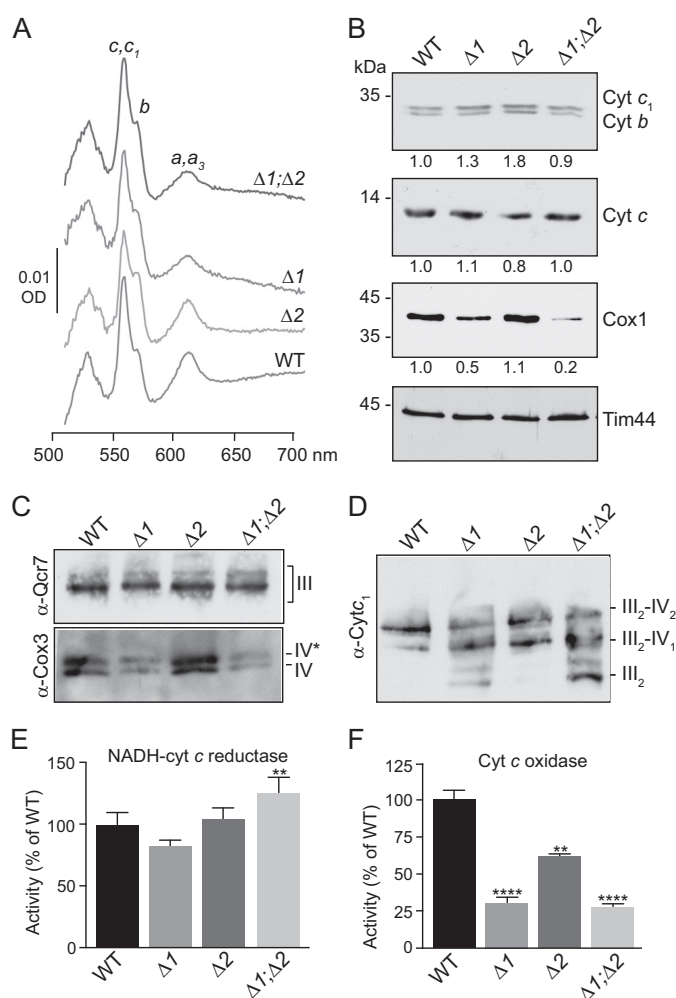 A
c,c₁
b
a,a₃
Δ1;Δ2
Δ1
Δ2
WT
0.01
OD
500 550 600 650 700 nm
B
WT Δ1 Δ2 Δ1;Δ2
kDa
35
Cyt c₁
Cyt b
1.0 1.3 1.8 0.9
14
Cyt c
1.0 1.1 0.8 1.0
45
35
Cox1
1.0 0.5 1.1 0.2
45
Tim44
C
WT Δ1 Δ2 Δ1;Δ2
α-Qcr7
III
α-Cox3
IV*
IV
D
WT Δ1 Δ2 Δ1;Δ2
α-Cytc₁
III₂-IV₂
III₂-IV₁
III₂
E
NADH-cyt c reductase
Activity (% of WT)
150
100
50
0
**
WT Δ1 Δ2 Δ1;Δ2
F
Cyt c oxidase
Activity (% of WT)
125
100
75
50
25
0
**** ** ****
WT Δ1 Δ2 Δ1;Δ2